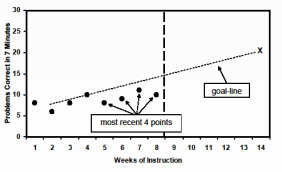 Problems Correct in 7 Minutes
30
25
20
15
10
5
0
X
goal-line
most recent 4 points
1 2 3 4 5 6 7 8 9 10 11 12 13 14
Weeks of Instruction